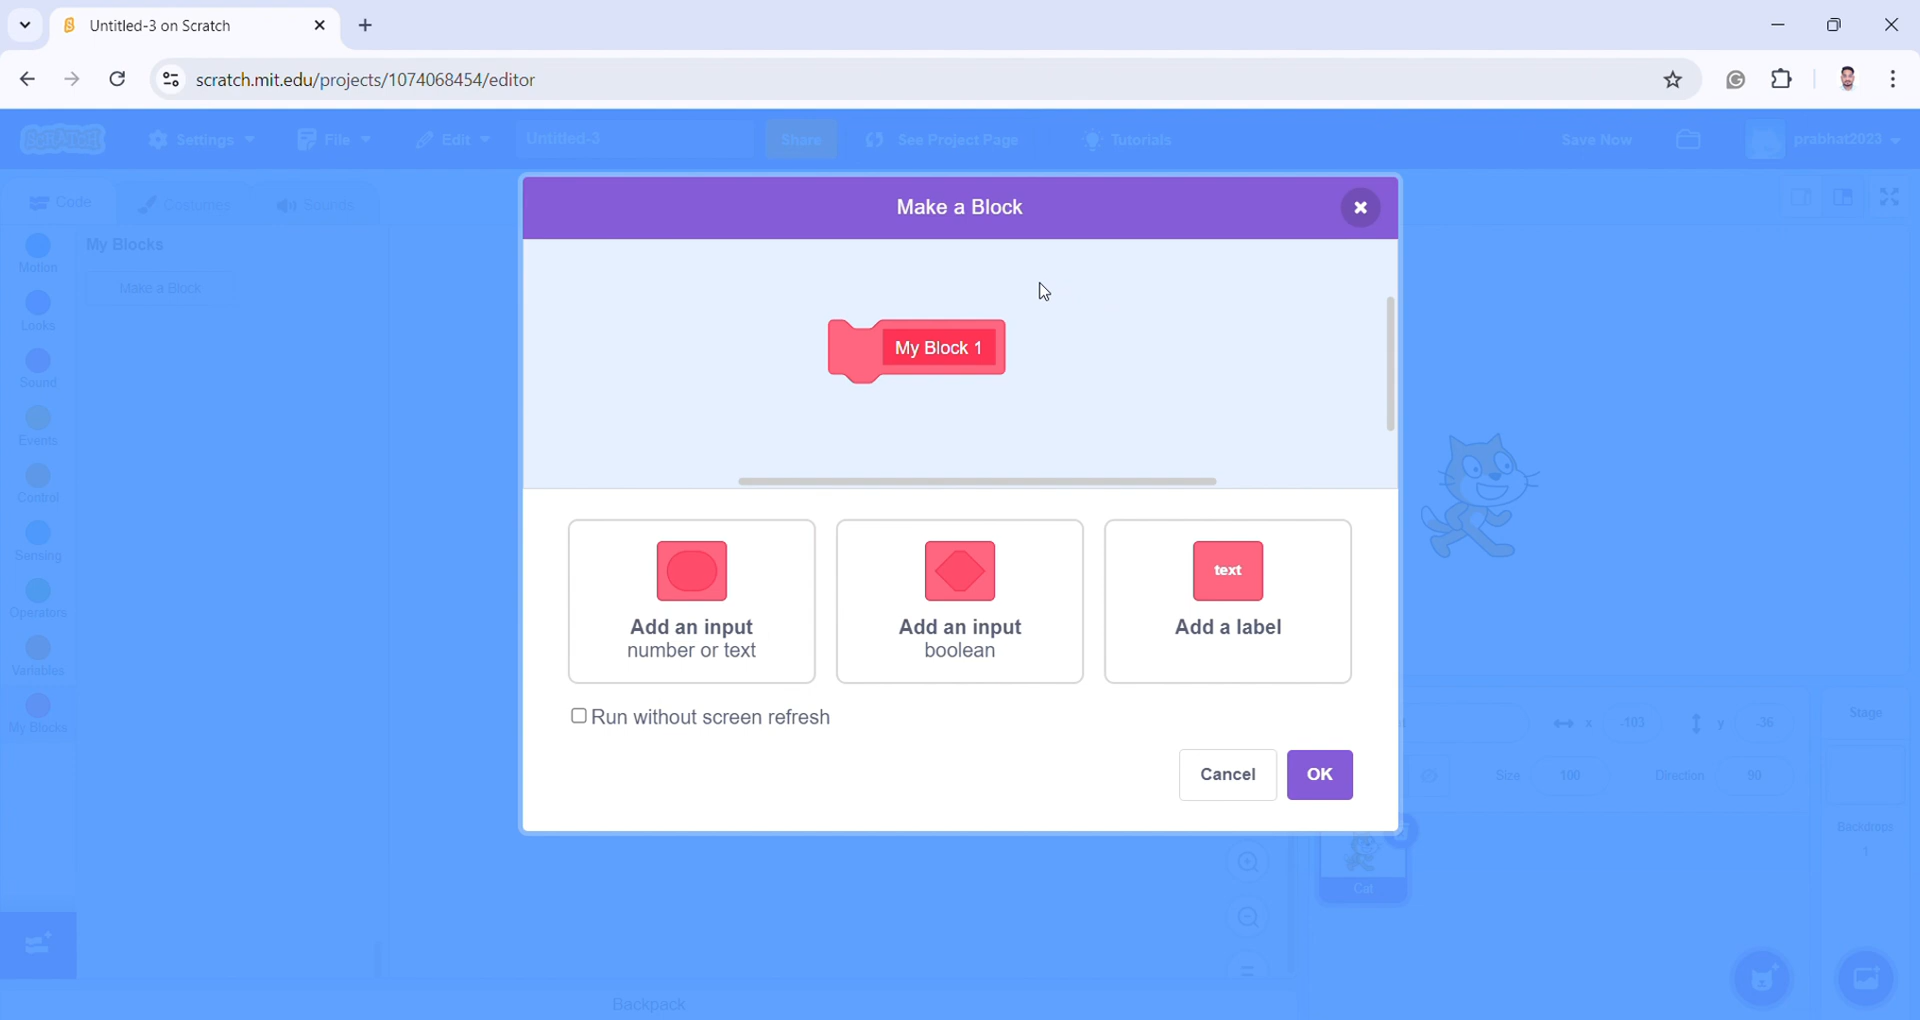 Untitled-3 on Scratch
scratch.mit.edu/projects/1074068454/editor
SCRATCH
Settings
File
Edit
Untitled-3
Share
See Project Page
Tutorials
Save Now
prabhat2023
Code
Costumes
Sounds
Make a Block
My Blocks
Make a Block
Motion
Looks
Sound
Events
Control
Sensing
Operators
Variables
My Blocks
My Block 1
text
Add an input
number or text
Add an input
boolean
Add a label
Run without screen refresh
Cancel
OK
x
-103
y
-36
Stage
Size
100
Direction
90
Backdrops
1
Cat
Backpack